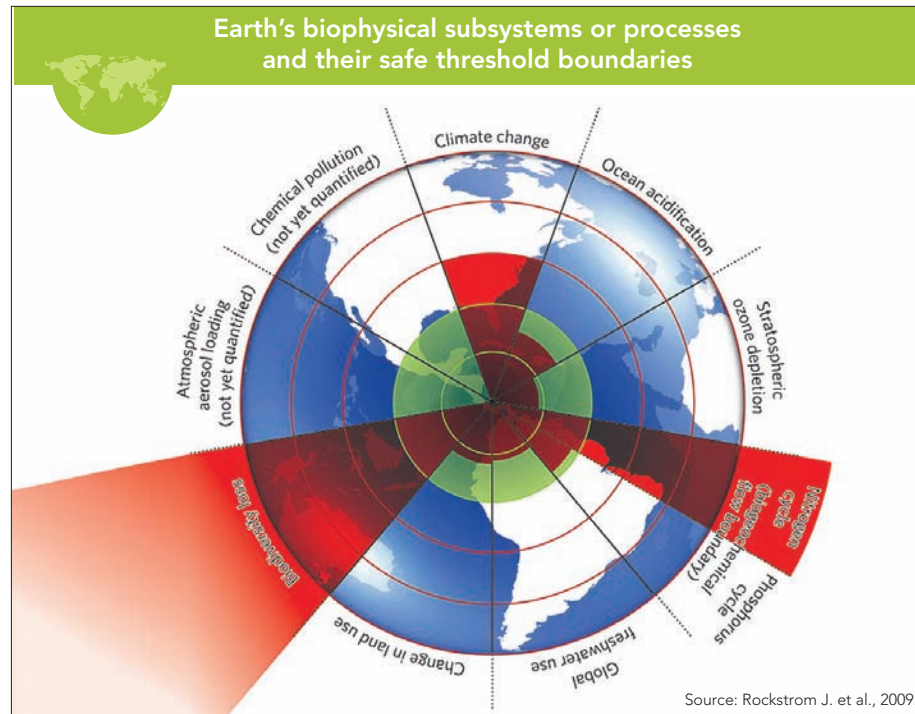 Earth's biophysical subsystems or processes
and their safe threshold boundaries
Climate change
Ocean acidification
Stratospheric
ozone depletion
Nitrogen
cycle
(biogeochemical
flow boundary)
Phosphorus
cycle
Global
freshwater use
Change in land use
Biodiversity loss
Atmospheric
aerosol loading
(not yet quantified)
Chemical pollution
(not yet quantified)
Source: Rockstrom J. et al., 2009